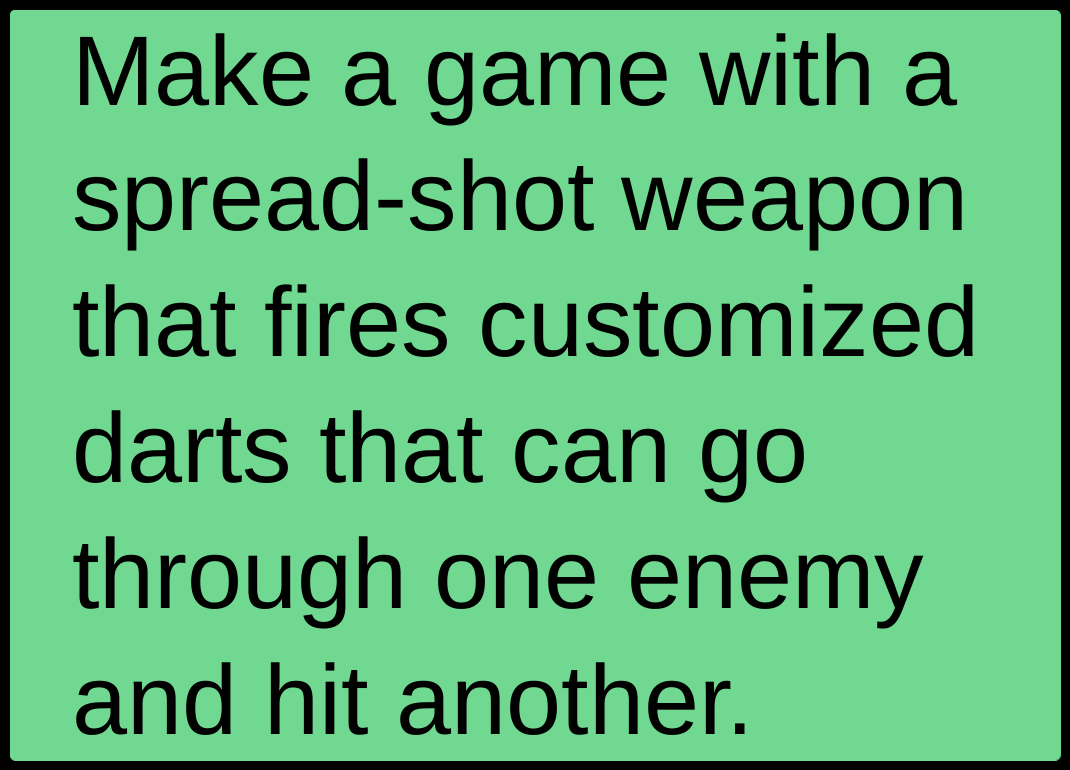 Make a game with a
spread-shot weapon
that fires customized
darts that can go
through one enemy
and hit another.